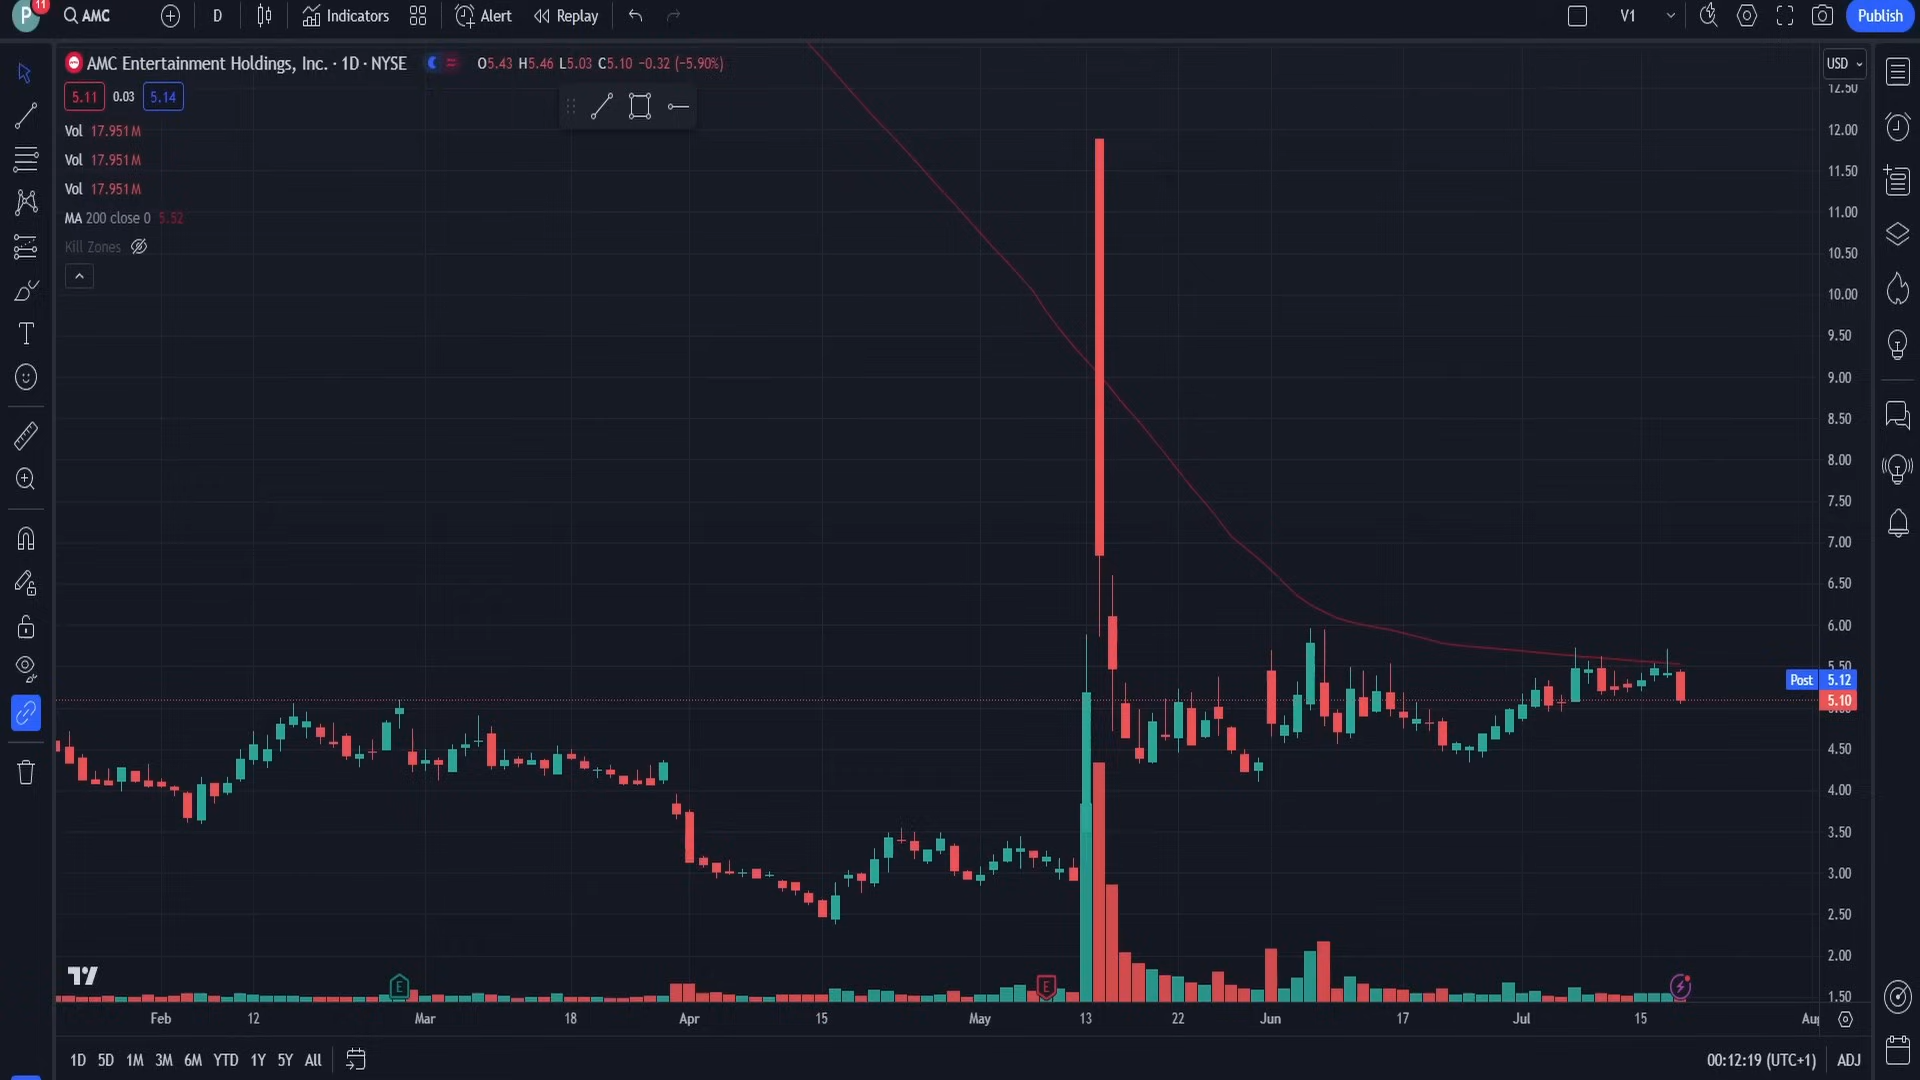 P 11 AMC D Indicators Alert Replay V1 Publish
AMC Entertainment Holdings, Inc. · 1D · NYSE O5.43 H5.46 L5.03 C5.10 −0.32 (−5.90%) USD
5.11 0.03 5.14
Vol 17.951M
Vol 17.951M
Vol 17.951M
MA 200 close 0 5.52
Kill Zones
12.50
12.00
11.50
11.00
10.50
10.00
9.50
9.00
8.50
8.00
7.50
7.00
6.50
6.00
5.50
Post 5.12
5.10
4.50
4.00
3.50
3.00
2.50
2.00
1.50
E E
Feb 12 Mar 18 Apr 15 May 13 22 Jun 17 Jul 15 Aug
1D 5D 1M 3M 6M YTD 1Y 5Y All 00:12:19 (UTC+1) ADJ